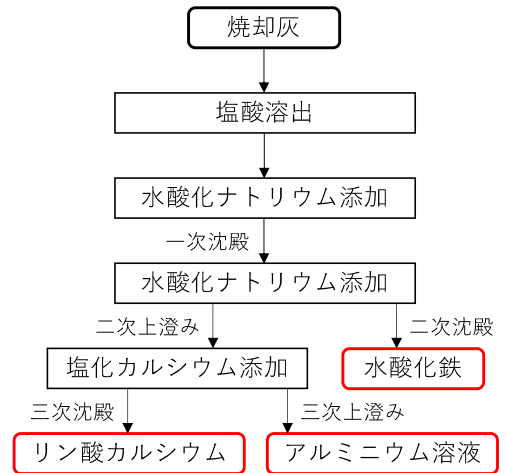 焼却灰
塩酸溶出
水酸化ナトリウム添加
一次沈殿
水酸化ナトリウム添加
二次上澄み
二次沈殿
塩化カルシウム添加
水酸化鉄
三次沈殿
三次上澄み
リン酸カルシウム
アルミニウム溶液